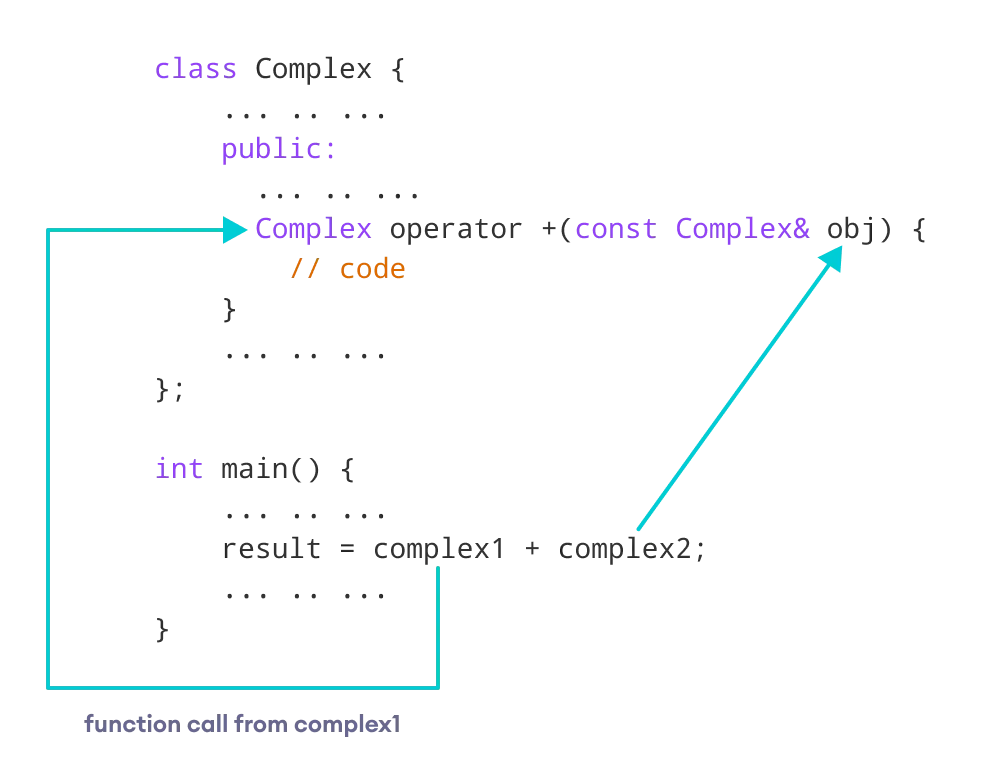 class Complex {
... .. ...
public:
... .. ...
Complex operator +(const Complex& obj) {
// code
}
... .. ...
};
int main() {
... .. ...
result = complex1 + complex2;
... .. ...
}
function call from complex1